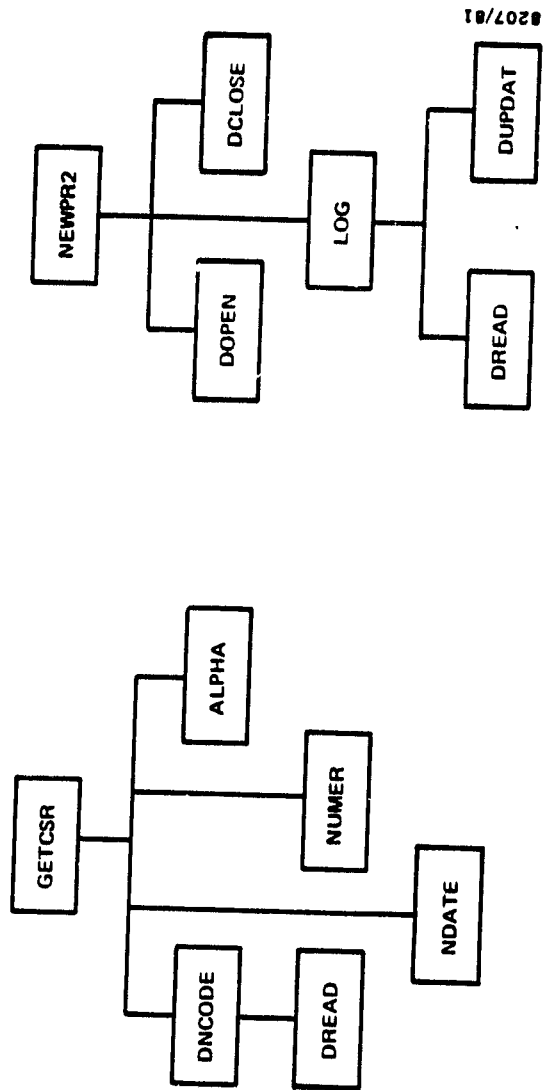 GETCSR
DNCODE
ALPHA
DREAD
NUMER
NDATE
NEWPR2
DOPEN
DCLOSE
LOG
DREAD
DUPDAT
8207/81